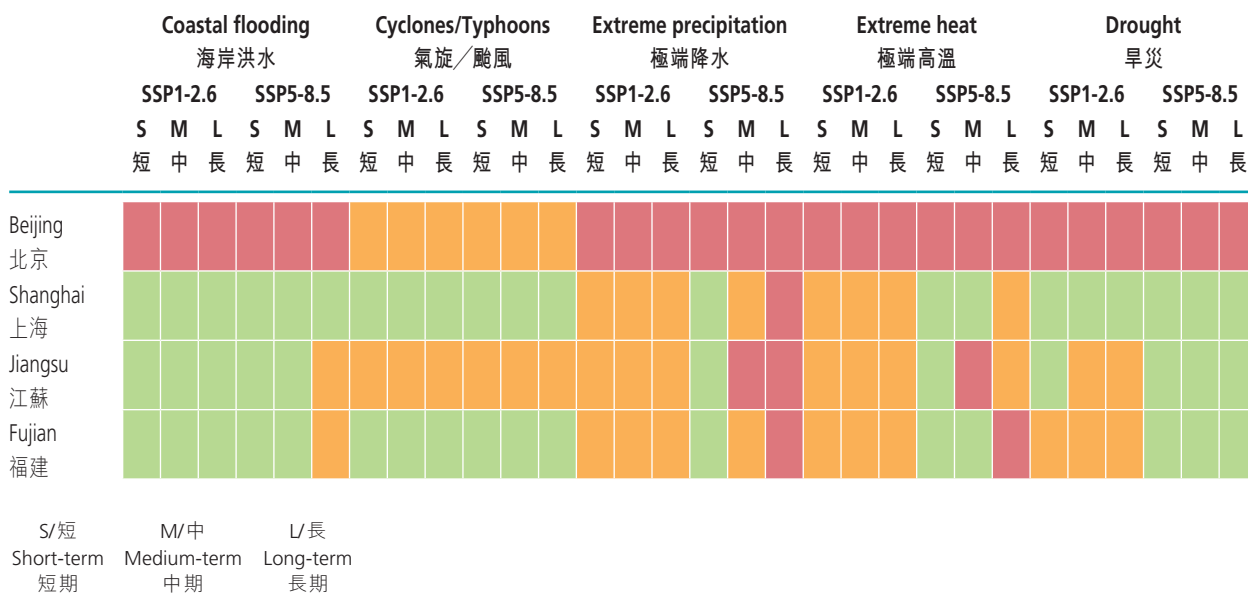 Coastal flooding Cyclones/Typhoons Extreme precipitation Extreme heat Drought
海岸洪水 氣旋╱颱風 極端降水 極端高溫 旱災
SSP1-2.6 SSP5-8.5 SSP1-2.6 SSP5-8.5 SSP1-2.6 SSP5-8.5 SSP1-2.6 SSP5-8.5 SSP1-2.6 SSP5-8.5
S M L S M L S M L S M L S M L S M L S M L S M L S M L S M L
短 中 長 短 中 長 短 中 長 短 中 長 短 中 長 短 中 長 短 中 長 短 中 長 短 中 長 短 中 長
Beijing
北京
Shanghai
上海
Jiangsu
江蘇
Fujian
福建
S/短 M/中 L/長
Short-term Medium-term Long-term
短期 中期 長期